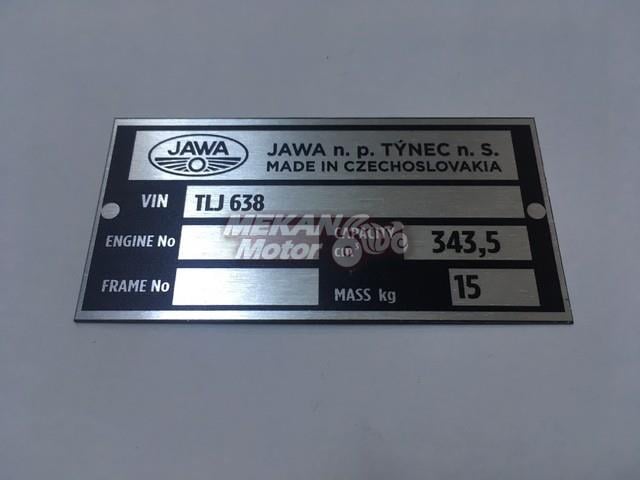 JAWA
JAWA n. p. TÝNEC n. S.
MADE IN CZECHOSLOVAKIA
VIN TLJ 638
MEKANO Motor
ENGINE No CAPACITY cm³ 343,5
FRAME No MASS kg 15